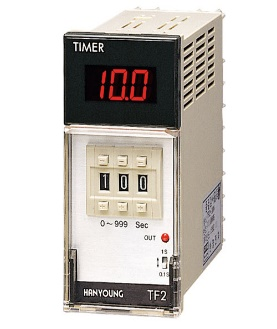 TIMER
10.0
1 0 0
0~999 Sec
OUT
1S
0.1S
HANYOUNG TF2